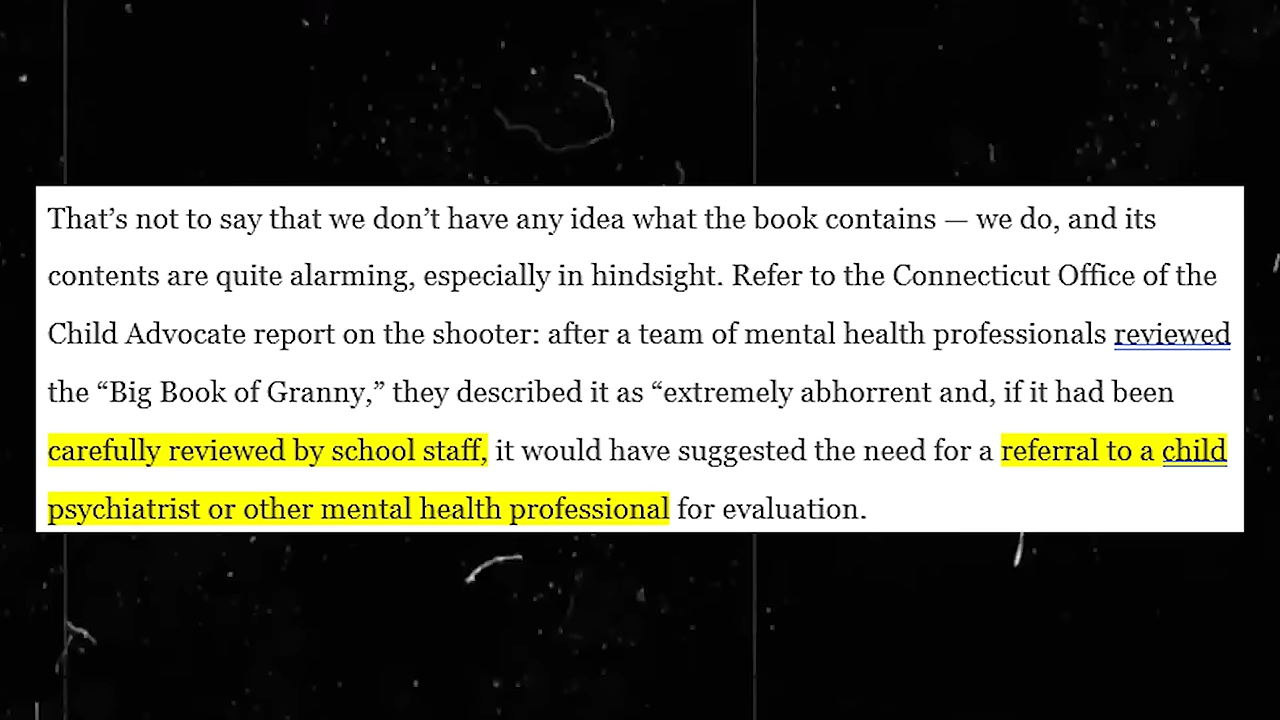 That’s not to say that we don’t have any idea what the book contains — we do, and its
contents are quite alarming, especially in hindsight. Refer to the Connecticut Office of the
Child Advocate report on the shooter: after a team of mental health professionals reviewed
the “Big Book of Granny,” they described it as “extremely abhorrent and, if it had been
carefully reviewed by school staff, it would have suggested the need for a referral to a child
psychiatrist or other mental health professional for evaluation.